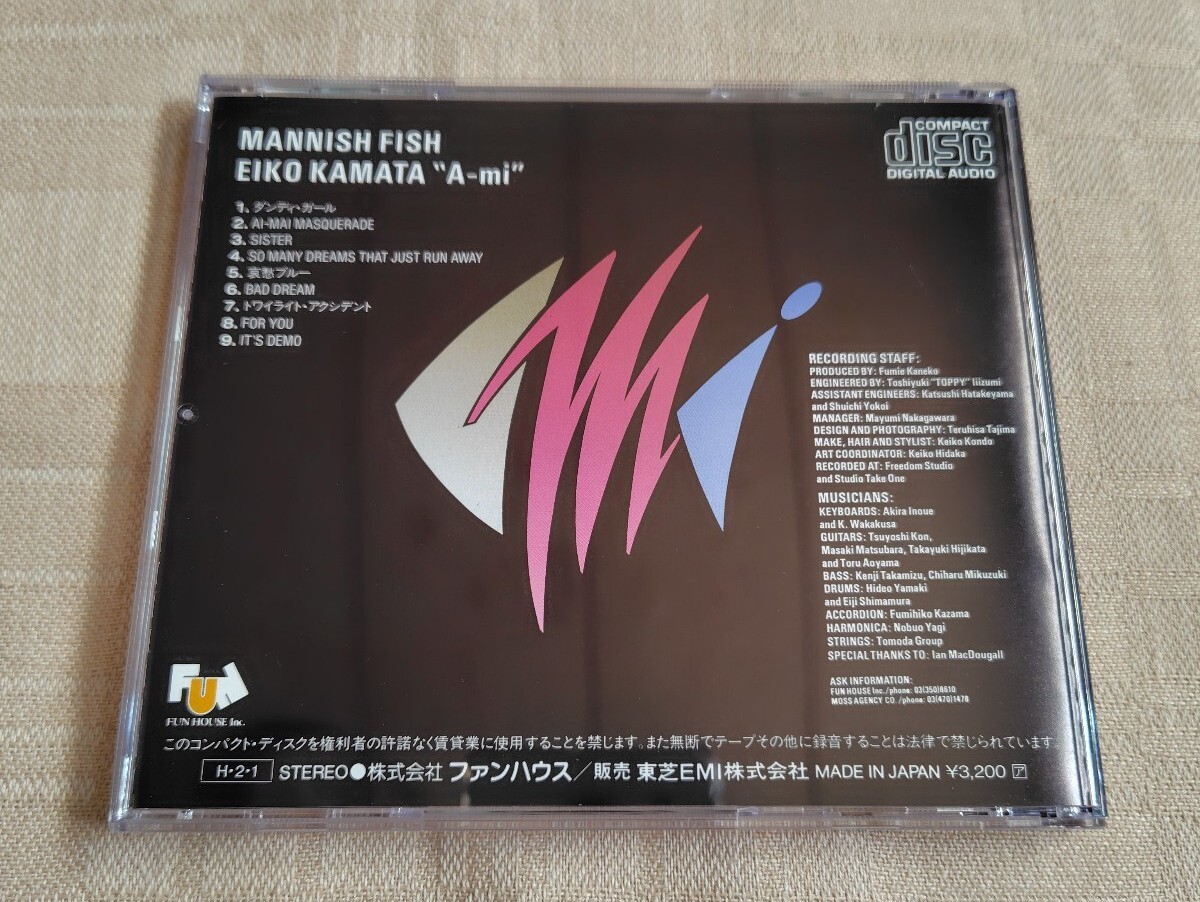 MANNISH FISH
EIKO KAMATA "A-mi"
COMPACT
disc
DIGITAL AUDIO
1. ダンディ・ガール
2. AI-MAI MASQUERADE
3. SISTER
4. SO MANY DREAMS THAT JUST RUN AWAY
5. 哀愁ブルー
6. BAD DREAM
7. トワイライト・アクシデント
8. FOR YOU
9. IT'S DEMO
mi
RECORDING STAFF:
PRODUCED BY: Fumie Kaneko
ENGINEERED BY: Toshiyuki "TOPPY" Iizumi
ASSISTANT ENGINEERS: Katsushi Hatakeyama
and Shuichi Yokoi
MANAGER: Mayumi Nakagawara
DESIGN AND PHOTOGRAPHY: Teruhisa Tajima
MAKE, HAIR AND STYLIST: Keiko Kondo
ART COORDINATOR: Keiko Hidaka
RECORDED AT: Freedom Studio
and Studio Take One
MUSICIANS:
KEYBOARDS: Akira Inoue
and K. Wakakusa
GUITARS: Tsuyoshi Kon,
Masaki Matsubara, Takayuki Hijikata
and Toru Aoyama
BASS: Kenji Takamizu, Chiharu Mikuzuki
DRUMS: Hideo Yamaki
and Eiji Shimamura
ACCORDION: Fumihiko Kazama
HARMONICA: Nobuo Yagi
STRINGS: Tomoda Group
SPECIAL THANKS TO: Ian MacDougall
ASK INFORMATION:
FUN HOUSE Inc./phone: 03(350)8610
MOSS AGENCY CO./phone: 03(470)1478
FUN
FUN HOUSE Inc.
このコンパクト・ディスクを権利者の許諾なく賃貸業に使用することを禁じます。また無断でテープその他に録音することは法律で禁じられています。
H・2・1 STEREO●株式会社 ファンハウス／販売 東芝EMI株式会社 MADE IN JAPAN ¥3,200 ア